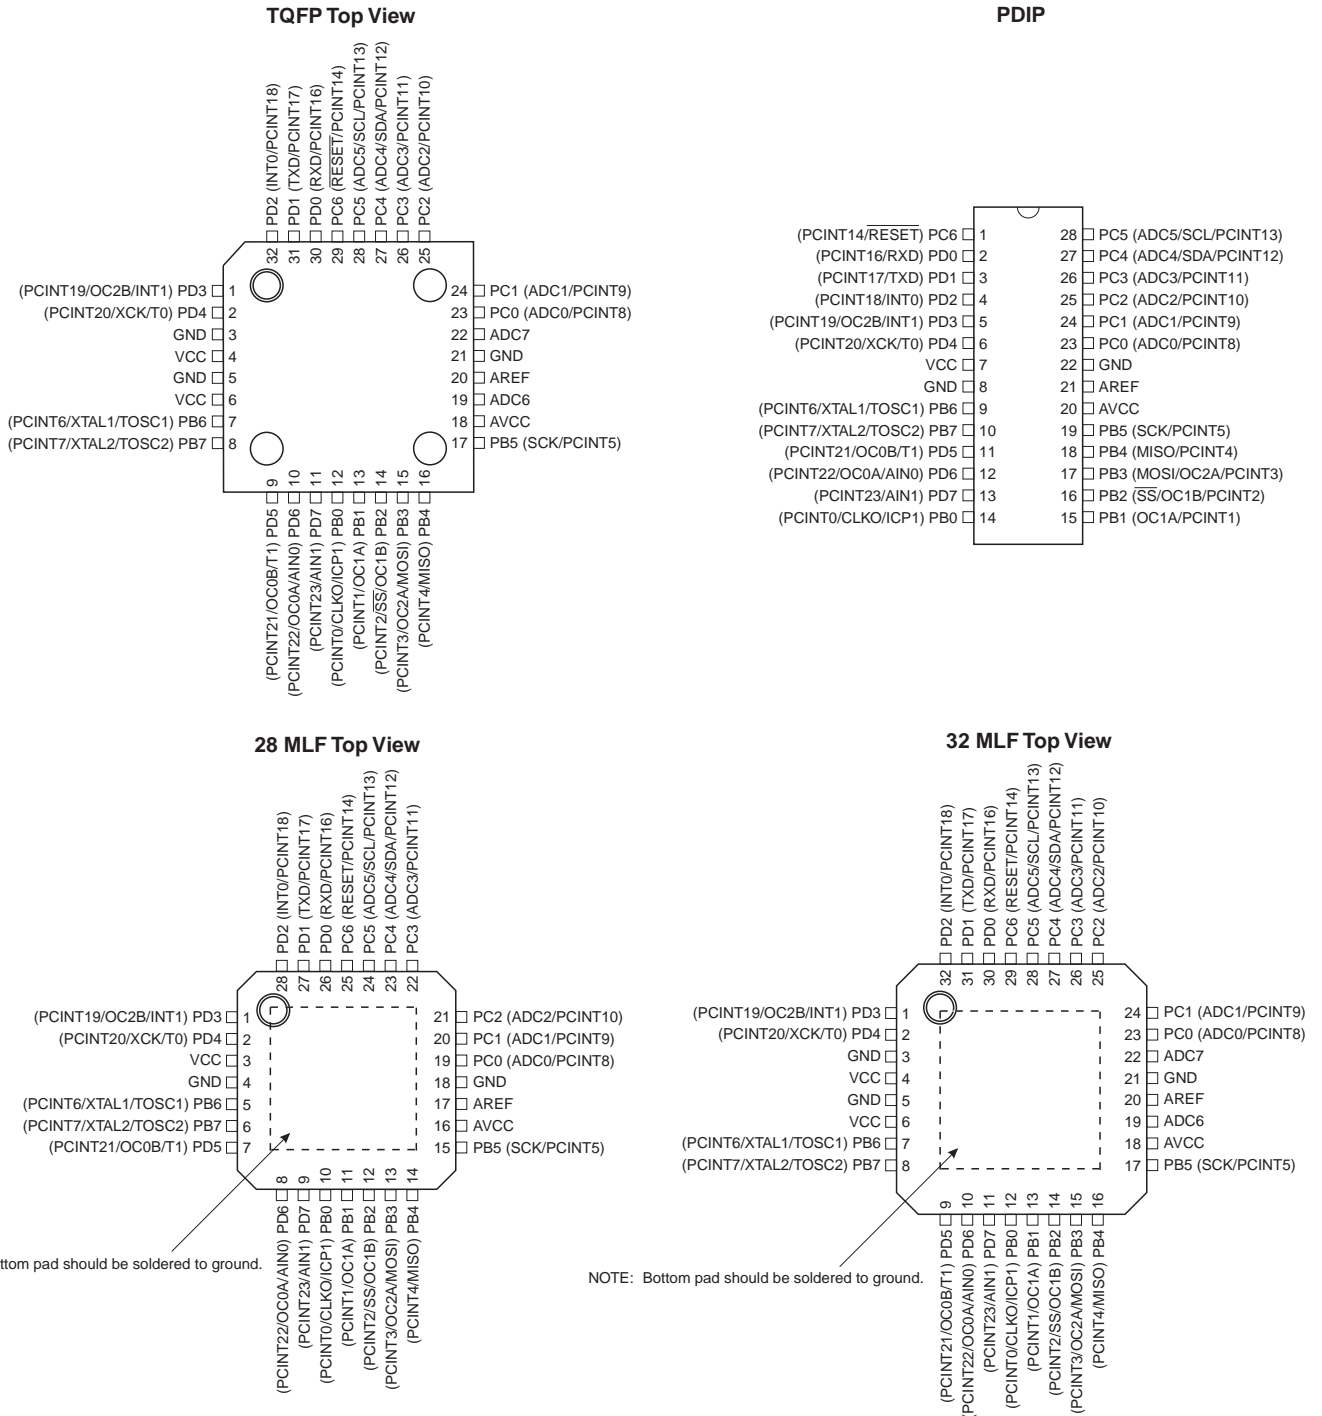 TQFP Top View
PD2 (INT0/PCINT18)
PD1 (TXD/PCINT17)
PD0 (RXD/PCINT16)
PC6 (RESET/PCINT14)
PC5 (ADC5/SCL/PCINT13)
PC4 (ADC4/SDA/PCINT12)
PC3 (ADC3/PCINT11)
PC2 (ADC2/PCINT10)
32 31 30 29 28 27 26 25
(PCINT19/OC2B/INT1) PD3 1
(PCINT20/XCK/T0) PD4 2
GND 3
VCC 4
GND 5
VCC 6
(PCINT6/XTAL1/TOSC1) PB6 7
(PCINT7/XTAL2/TOSC2) PB7 8
24 PC1 (ADC1/PCINT9)
23 PC0 (ADC0/PCINT8)
22 ADC7
21 GND
20 AREF
19 ADC6
18 AVCC
17 PB5 (SCK/PCINT5)
9 10 11 12 13 14 15 16
(PCINT21/OC0B/T1) PD5
(PCINT22/OC0A/AIN0) PD6
(PCINT23/AIN1) PD7
(PCINT0/CLKO/ICP1) PB0
(PCINT1/OC1A) PB1
(PCINT2/SS/OC1B) PB2
(PCINT3/OC2A/MOSI) PB3
(PCINT4/MISO) PB4
PDIP
(PCINT14/RESET) PC6 1
(PCINT16/RXD) PD0 2
(PCINT17/TXD) PD1 3
(PCINT18/INT0) PD2 4
(PCINT19/OC2B/INT1) PD3 5
(PCINT20/XCK/T0) PD4 6
VCC 7
GND 8
(PCINT6/XTAL1/TOSC1) PB6 9
(PCINT7/XTAL2/TOSC2) PB7 10
(PCINT21/OC0B/T1) PD5 11
(PCINT22/OC0A/AIN0) PD6 12
(PCINT23/AIN1) PD7 13
(PCINT0/CLKO/ICP1) PB0 14
28 PC5 (ADC5/SCL/PCINT13)
27 PC4 (ADC4/SDA/PCINT12)
26 PC3 (ADC3/PCINT11)
25 PC2 (ADC2/PCINT10)
24 PC1 (ADC1/PCINT9)
23 PC0 (ADC0/PCINT8)
22 GND
21 AREF
20 AVCC
19 PB5 (SCK/PCINT5)
18 PB4 (MISO/PCINT4)
17 PB3 (MOSI/OC2A/PCINT3)
16 PB2 (SS/OC1B/PCINT2)
15 PB1 (OC1A/PCINT1)
28 MLF Top View
PD2 (INT0/PCINT18)
PD1 (TXD/PCINT17)
PD0 (RXD/PCINT16)
PC6 (RESET/PCINT14)
PC5 (ADC5/SCL/PCINT13)
PC4 (ADC4/SDA/PCINT12)
PC3 (ADC3/PCINT11)
28 27 26 25 24 23 22
(PCINT19/OC2B/INT1) PD3 1
(PCINT20/XCK/T0) PD4 2
VCC 3
GND 4
(PCINT6/XTAL1/TOSC1) PB6 5
(PCINT7/XTAL2/TOSC2) PB7 6
(PCINT21/OC0B/T1) PD5 7
21 PC2 (ADC2/PCINT10)
20 PC1 (ADC1/PCINT9)
19 PC0 (ADC0/PCINT8)
18 GND
17 AREF
16 AVCC
15 PB5 (SCK/PCINT5)
8 9 10 11 12 13 14
(PCINT22/OC0A/AIN0) PD6
(PCINT23/AIN1) PD7
(PCINT0/CLKO/ICP1) PB0
(PCINT1/OC1A) PB1
(PCINT2/SS/OC1B) PB2
(PCINT3/OC2A/MOSI) PB3
(PCINT4/MISO) PB4
ttom pad should be soldered to ground.
32 MLF Top View
PD2 (INT0/PCINT18)
PD1 (TXD/PCINT17)
PD0 (RXD/PCINT16)
PC6 (RESET/PCINT14)
PC5 (ADC5/SCL/PCINT13)
PC4 (ADC4/SDA/PCINT12)
PC3 (ADC3/PCINT11)
PC2 (ADC2/PCINT10)
32 31 30 29 28 27 26 25
(PCINT19/OC2B/INT1) PD3 1
(PCINT20/XCK/T0) PD4 2
GND 3
VCC 4
GND 5
VCC 6
(PCINT6/XTAL1/TOSC1) PB6 7
(PCINT7/XTAL2/TOSC2) PB7 8
24 PC1 (ADC1/PCINT9)
23 PC0 (ADC0/PCINT8)
22 ADC7
21 GND
20 AREF
19 ADC6
18 AVCC
17 PB5 (SCK/PCINT5)
9 10 11 12 13 14 15 16
(PCINT21/OC0B/T1) PD5
(PCINT22/OC0A/AIN0) PD6
(PCINT23/AIN1) PD7
(PCINT0/CLKO/ICP1) PB0
(PCINT1/OC1A) PB1
(PCINT2/SS/OC1B) PB2
(PCINT3/OC2A/MOSI) PB3
(PCINT4/MISO) PB4
NOTE: Bottom pad should be soldered to ground.